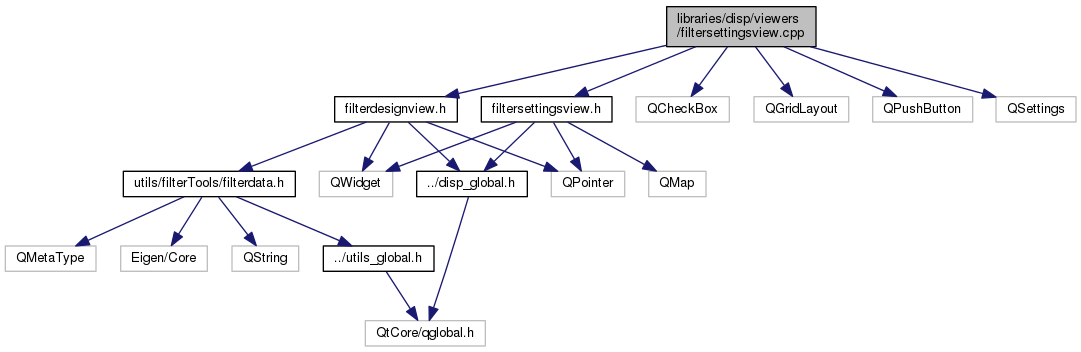 libraries/disp/viewers
/filtersettingsview.cpp
filterdesignview.h
filtersettingsview.h
QCheckBox
QGridLayout
QPushButton
QSettings
utils/filterTools/filterdata.h
QWidget
../disp_global.h
QPointer
QMap
QMetaType
Eigen/Core
QString
../utils_global.h
QtCore/qglobal.h